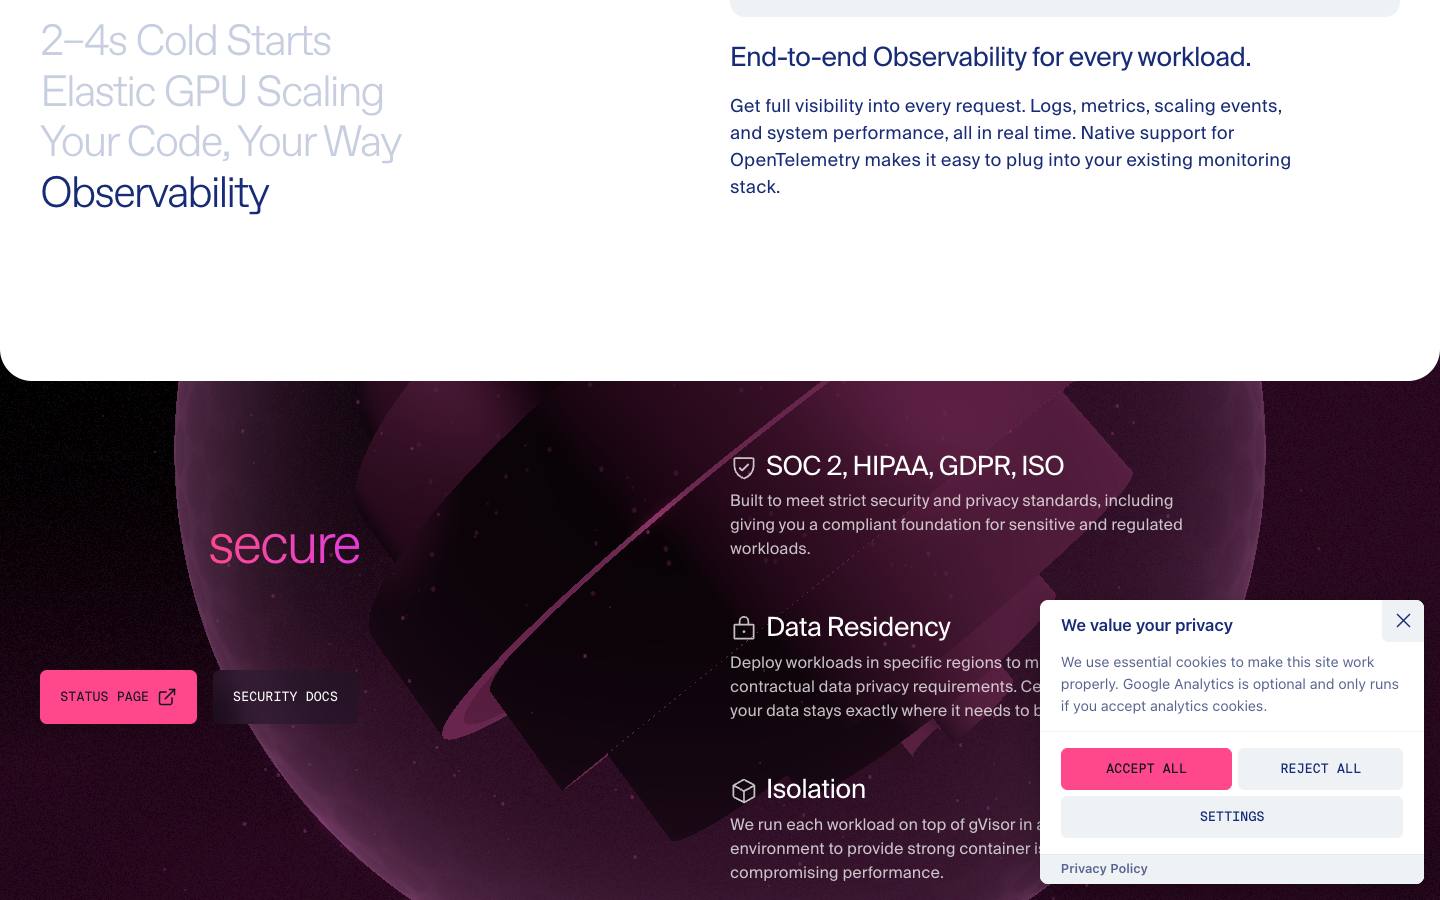 2–4s Cold Starts
Elastic GPU Scaling
Your Code, Your Way
Observability
End-to-end Observability for every workload.
Get full visibility into every request. Logs, metrics, scaling events,
and system performance, all in real time. Native support for
OpenTelemetry makes it easy to plug into your existing monitoring
stack.
secure
STATUS PAGE
SECURITY DOCS
SOC 2, HIPAA, GDPR, ISO
Built to meet strict security and privacy standards, including
giving you a compliant foundation for sensitive and regulated
workloads.
Data Residency
Deploy workloads in specific regions to
contractual data privacy requirements.
your data stays exactly where it needs to
Isolation
We run each workload on top of gVisor in
environment to provide strong container
compromising performance.
We value your privacy
We use essential cookies to make this site work
properly. Google Analytics is optional and only runs
if you accept analytics cookies.
ACCEPT ALL
REJECT ALL
SETTINGS
Privacy Policy